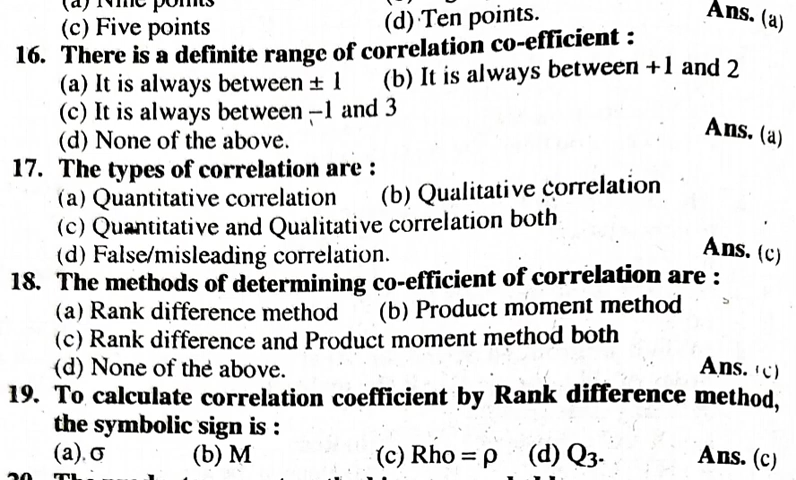 (c) Five points (d) Ten points. Ans. (a)
16. There is a definite range of correlation co-efficient :
(a) It is always between ± 1 (b) It is always between +1 and 2
(c) It is always between –1 and 3
(d) None of the above. Ans. (a)
17. The types of correlation are :
(a) Quantitative correlation (b) Qualitative correlation
(c) Quantitative and Qualitative correlation both
(d) False/misleading correlation. Ans. (c)
18. The methods of determining co-efficient of correlation are :
(a) Rank difference method (b) Product moment method
(c) Rank difference and Product moment method both
(d) None of the above. Ans. (c)
19. To calculate correlation coefficient by Rank difference method,
the symbolic sign is :
(a) σ (b) M (c) Rho = ρ (d) Q3. Ans. (c)